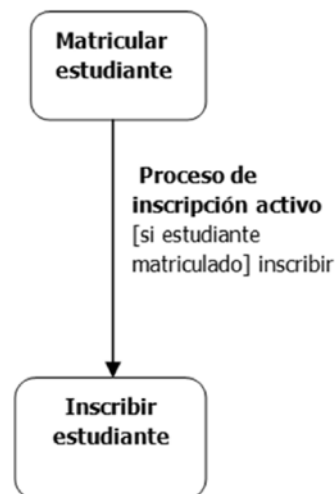 Matricular
estudiante
Proceso de
inscripción activo
[si estudiante
matriculado] inscribir
Inscribir
estudiante